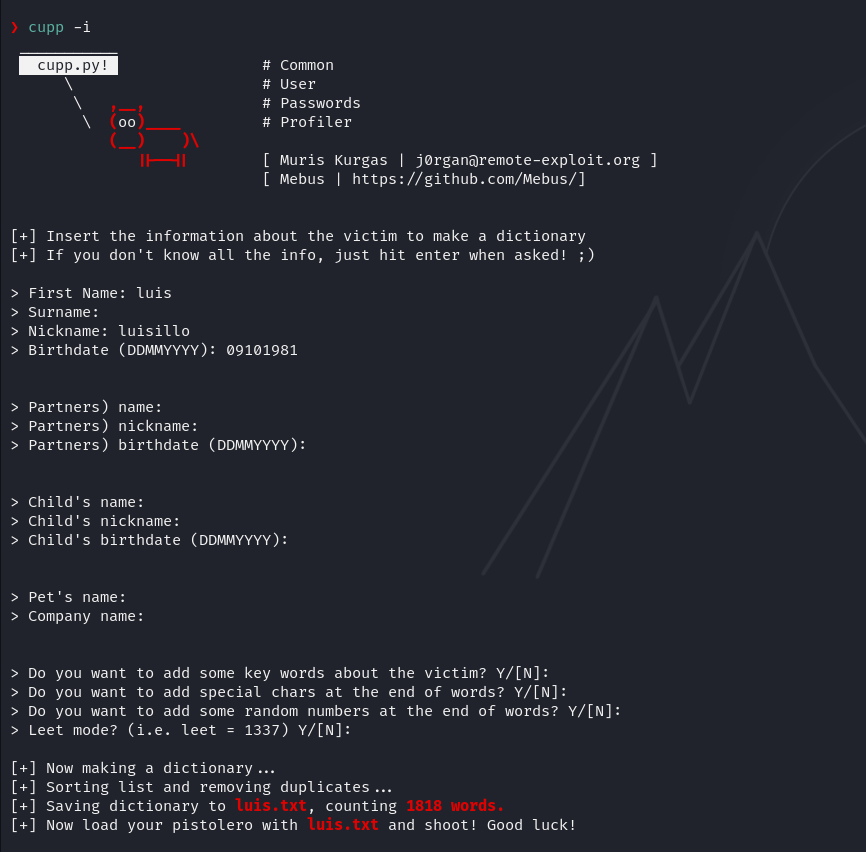 ❯ cupp -i
cupp.py! # Common
\ # User
\ ,__, # Passwords
\ (oo)____ # Profiler
(__) )\
||--|| [ Muris Kurgas | j0rgan@remote-exploit.org ]
[ Mebus | https://github.com/Mebus/]
[+] Insert the information about the victim to make a dictionary
[+] If you don't know all the info, just hit enter when asked! ;)
> First Name: luis
> Surname:
> Nickname: luisillo
> Birthdate (DDMMYYYY): 09101981
> Partners) name:
> Partners) nickname:
> Partners) birthdate (DDMMYYYY):
> Child's name:
> Child's nickname:
> Child's birthdate (DDMMYYYY):
> Pet's name:
> Company name:
> Do you want to add some key words about the victim? Y/[N]:
> Do you want to add special chars at the end of words? Y/[N]:
> Do you want to add some random numbers at the end of words? Y/[N]:
> Leet mode? (i.e. leet = 1337) Y/[N]:
[+] Now making a dictionary...
[+] Sorting list and removing duplicates...
[+] Saving dictionary to luis.txt, counting 1818 words.
[+] Now load your pistolero with luis.txt and shoot! Good luck!